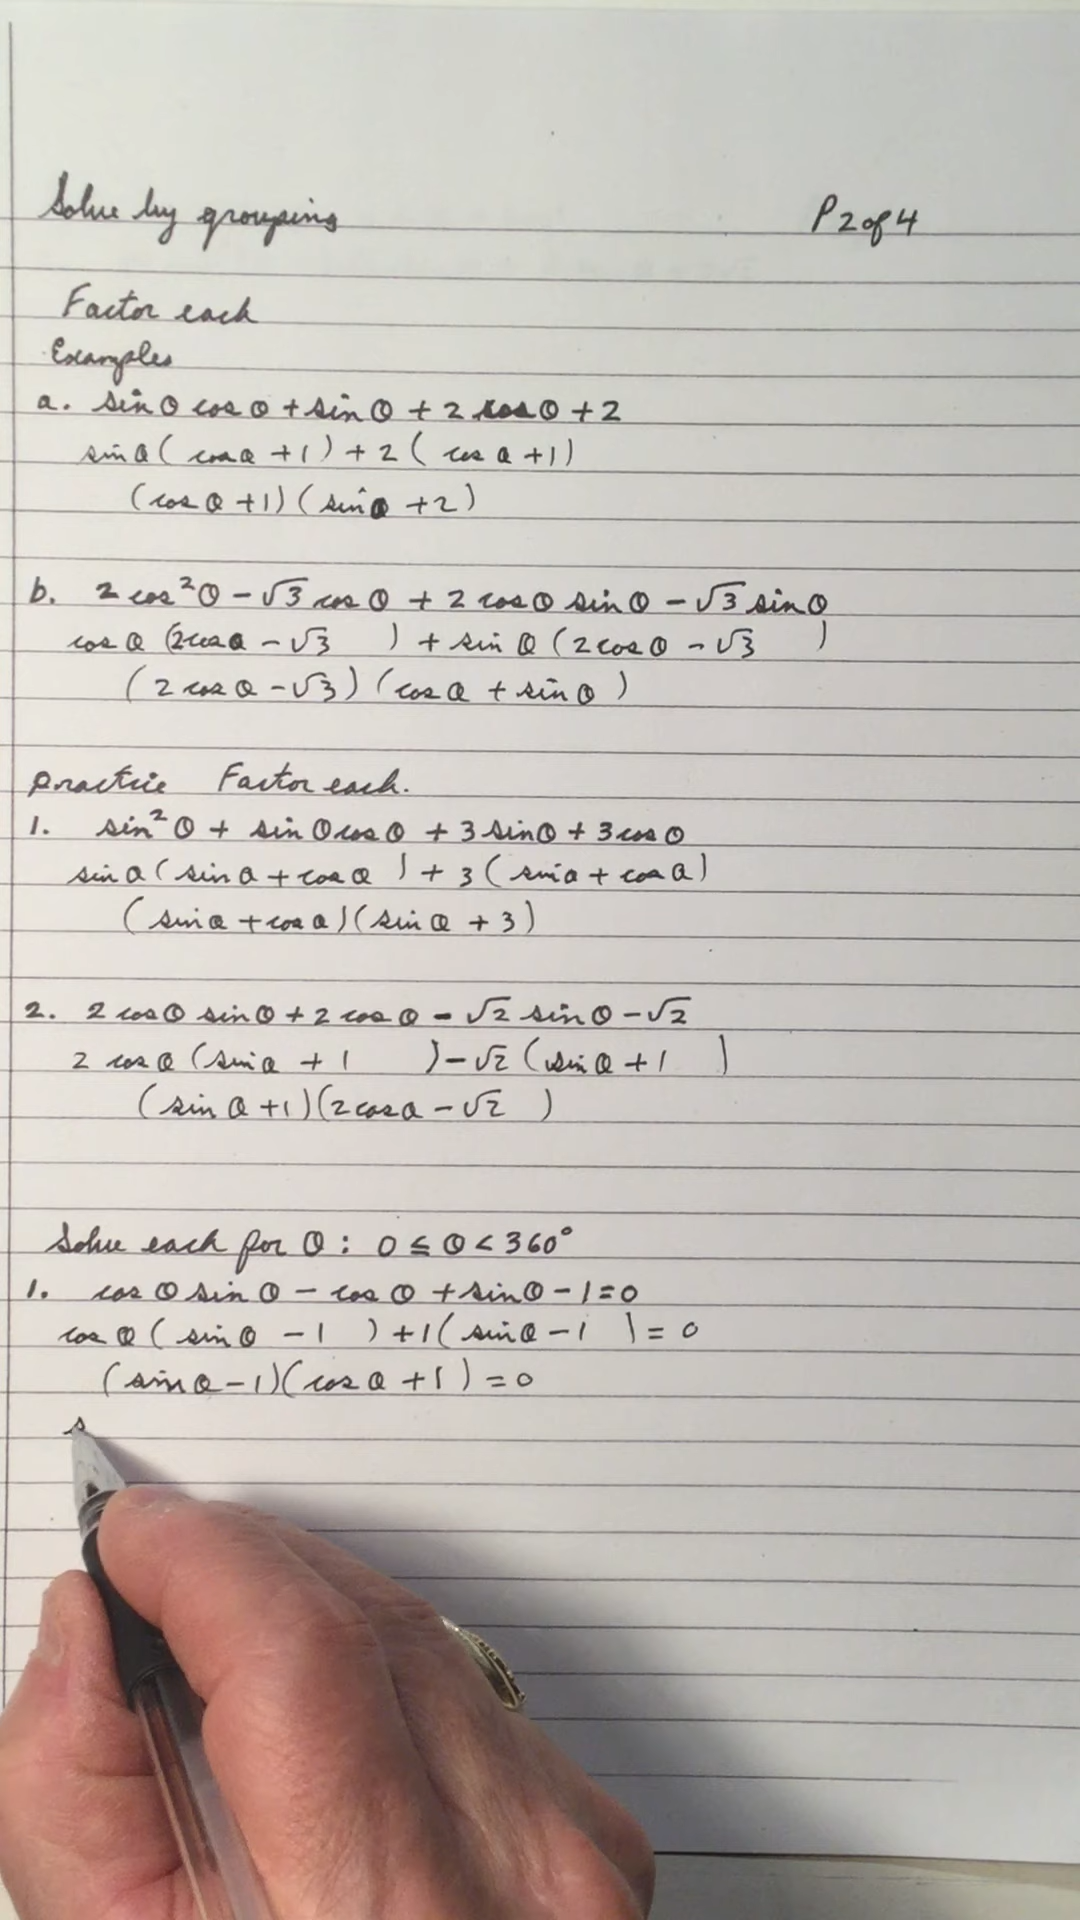 Solve by grouping P2 of 4
Factor each
Examples
a. sin θ cos θ + sin θ + 2 cos θ + 2
sin θ ( cos θ + 1 ) + 2 ( cos θ + 1 )
( cos θ + 1 ) ( sin θ + 2 )
b. 2 cos² θ - √3 cos θ + 2 cos θ sin θ - √3 sin θ
cos θ ( 2 cos θ - √3 ) + sin θ ( 2 cos θ - √3 )
( 2 cos θ - √3 ) ( cos θ + sin θ )
practice Factor each.
1. sin² θ + sin θ cos θ + 3 sin θ + 3 cos θ
sin θ ( sin θ + cos θ ) + 3 ( sin θ + cos θ )
( sin θ + cos θ ) ( sin θ + 3 )
2. 2 cos θ sin θ + 2 cos θ - √2 sin θ - √2
2 cos θ ( sin θ + 1 ) - √2 ( sin θ + 1 )
( sin θ + 1 ) ( 2 cos θ - √2 )
Solve each for θ : 0 ≤ θ < 360°
1. cos θ sin θ - cos θ + sin θ - 1 = 0
cos θ ( sin θ - 1 ) + 1 ( sin θ - 1 ) = 0
( sin θ - 1 ) ( cos θ + 1 ) = 0
s